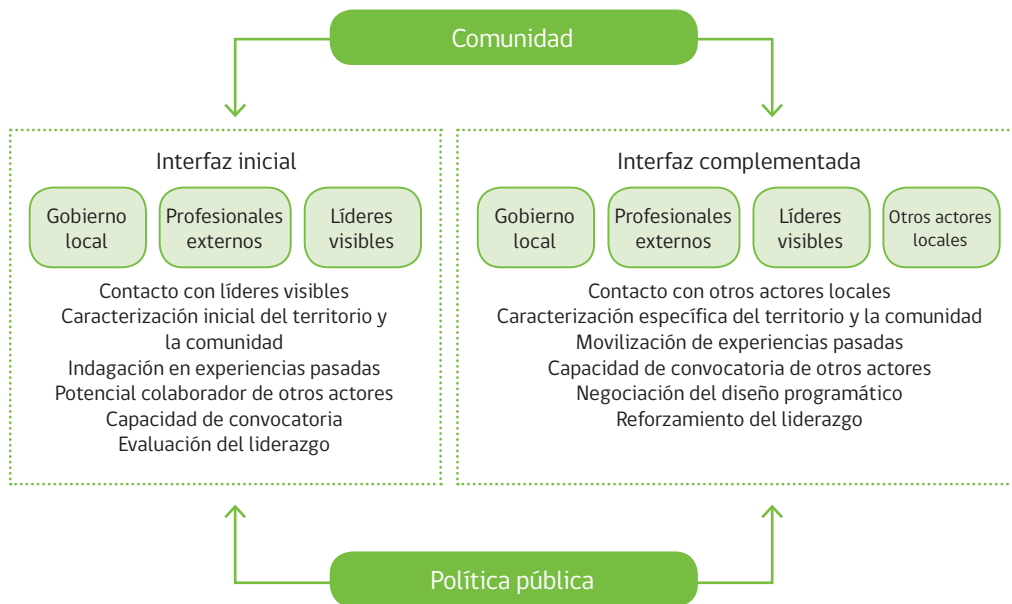 Comunidad
Interfaz inicial
Gobierno
local
Profesionales
externos
Líderes
visibles
Contacto con líderes visibles
Caracterización inicial del territorio y
la comunidad
Indagación en experiencias pasadas
Potencial colaborador de otros actores
Capacidad de convocatoria
Evaluación del liderazgo
Interfaz complementada
Gobierno
local
Profesionales
externos
Líderes
visibles
Otros actores
locales
Contacto con otros actores locales
Caracterización específica del territorio y la comunidad
Movilización de experiencias pasadas
Capacidad de convocatoria de otros actores
Negociación del diseño programático
Reforzamiento del liderazgo
Política pública